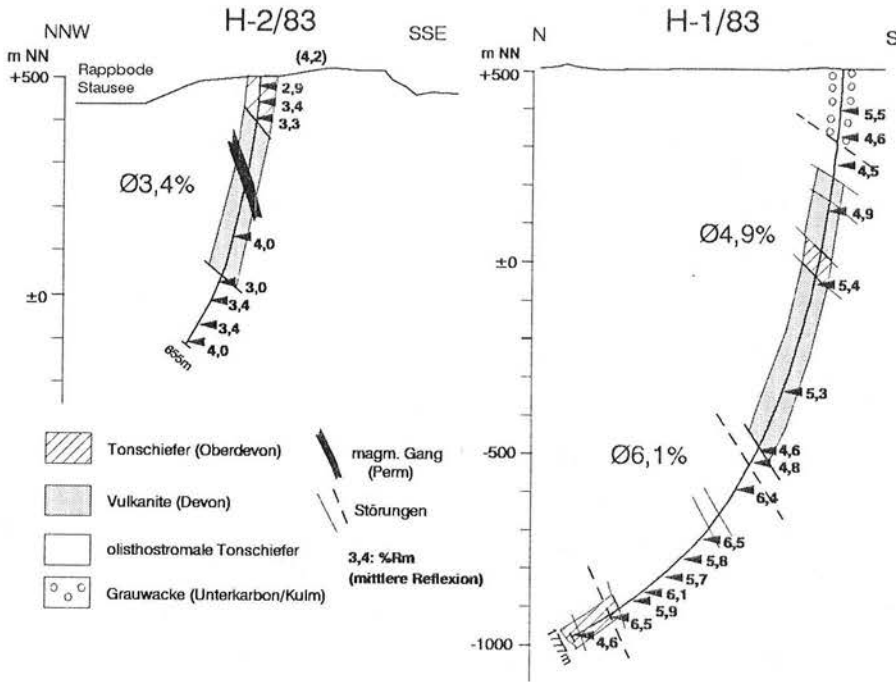 H-2/83
NNW
SSE
m NN
(4,2)
+500
Rappbode
Stausee
2,9
3,4
3,3
Ø3,4%
4,0
3,0
±0
3,4
3,4
4,0
655m
Tonschiefer (Oberdevon)
Vulkanite (Devon)
olisthostromale Tonschiefer
Grauwacke (Unterkarbon/Kulm)
magm. Gang
(Perm)
Störungen
3,4: %Rm
(mittlere Reflexion)
H-1/83
N
S
m NN
+500
5,5
4,6
4,5
4,9
Ø4,9%
±0
5,4
5,3
-500
4,6
4,8
Ø6,1%
6,4
6,5
5,8
5,7
6,1
5,9
6,5
4,6
-1000
1777m